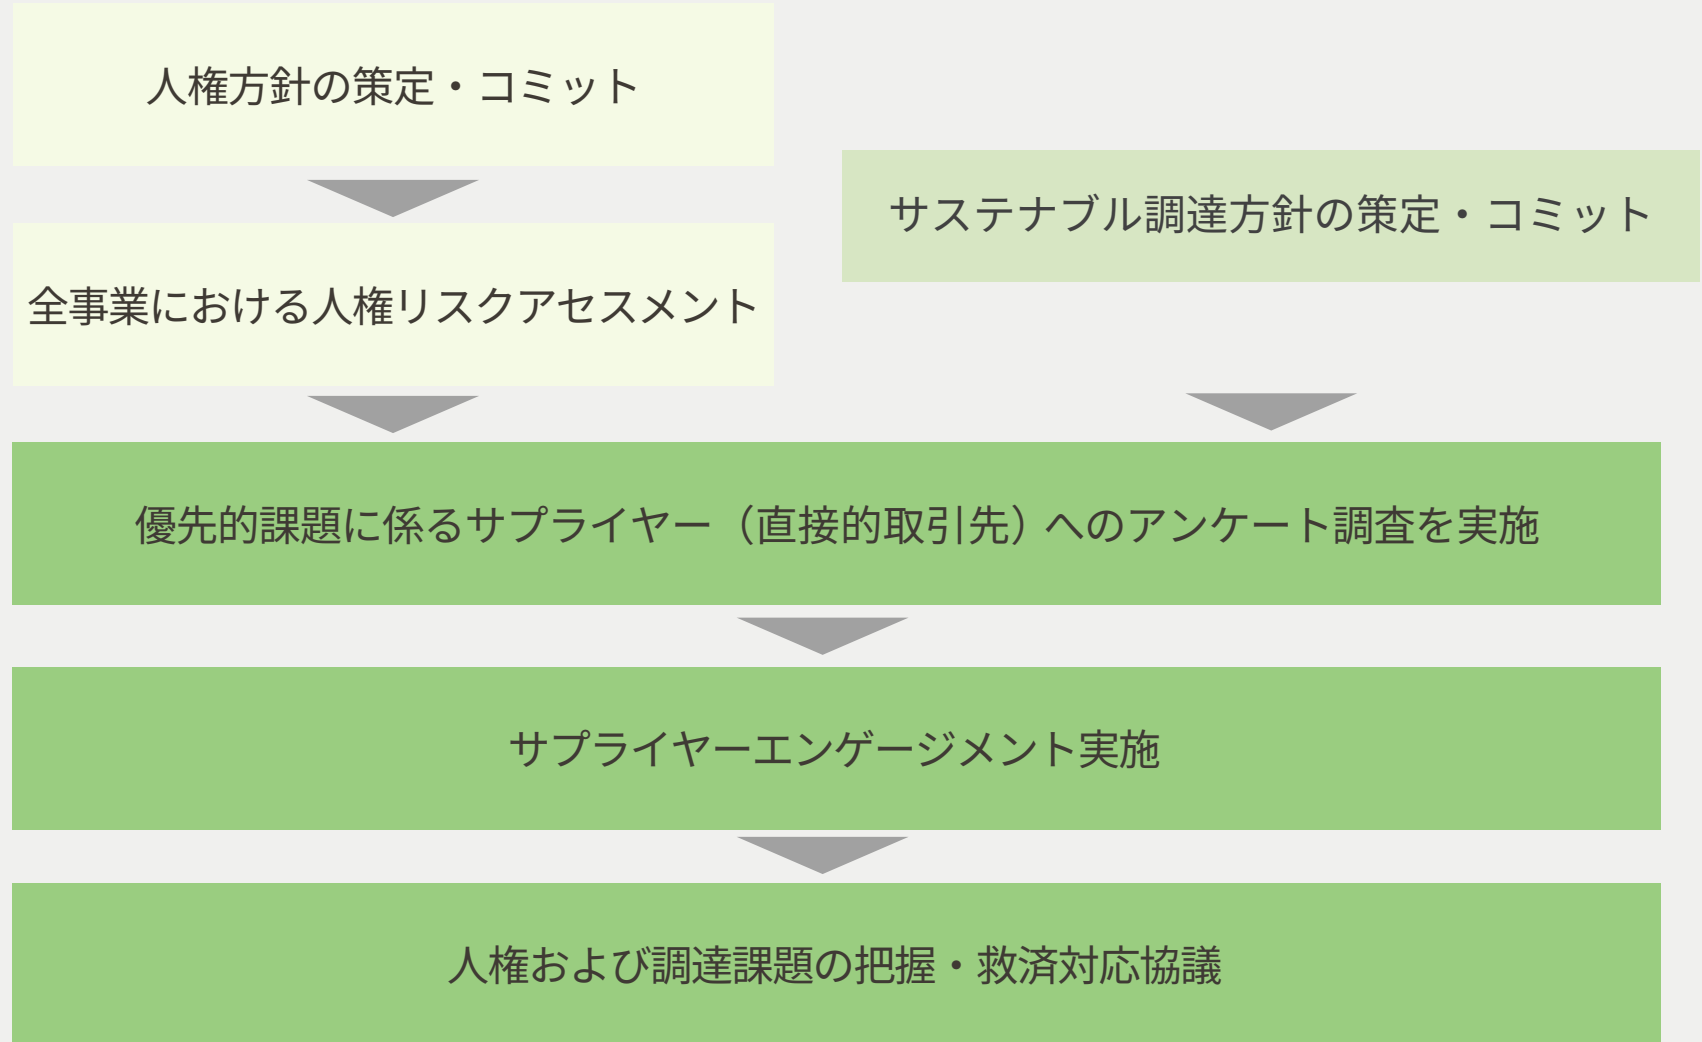 人権方針の策定・コミット
サステナブル調達方針の策定・コミット
全事業における人権リスクアセスメント
優先的課題に係るサプライヤー（直接的取引先）へのアンケート調査を実施
サプライヤーエンゲージメント実施
人権および調達課題の把握・救済対応協議